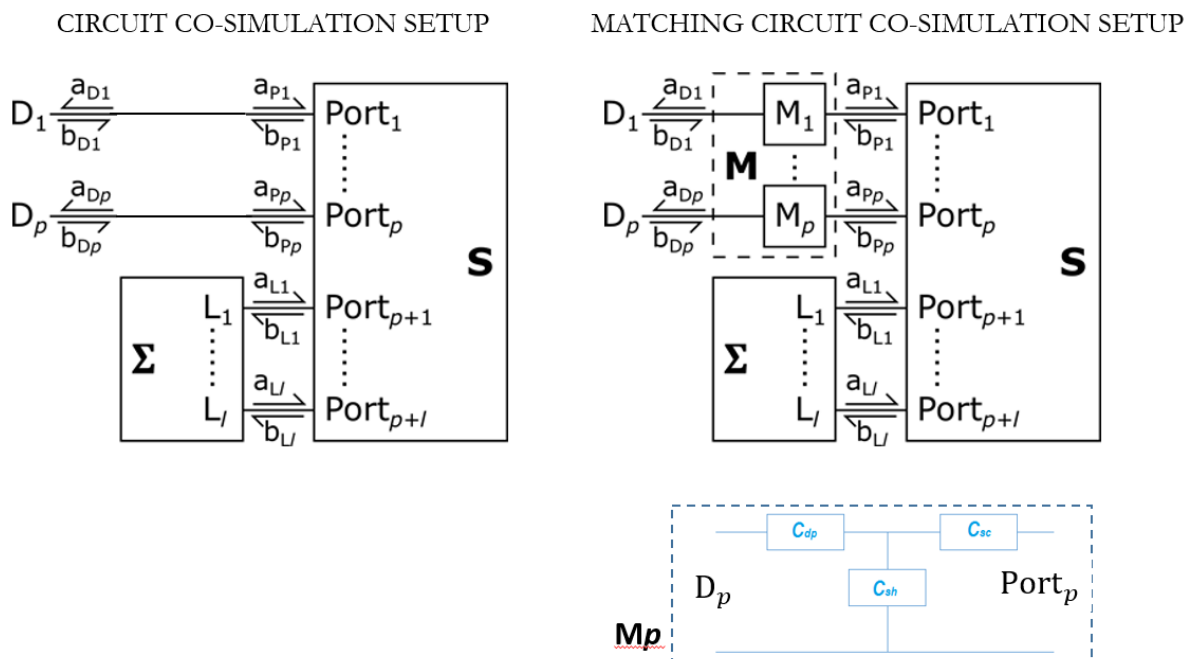 CIRCUIT CO-SIMULATION SETUP
D1 aD1 bD1 aP1 bP1 Port1
Dp aDp bDp aPp bPp Portp
S
Σ L1 aL1 bL1 Portp+1
Ll aLl bLl Portp+l
MATCHING CIRCUIT CO-SIMULATION SETUP
D1 aD1 bD1 M1 aP1 bP1 Port1
M
Dp aDp bDp Mp aPp bPp Portp
S
Σ L1 aL1 bL1 Portp+1
Ll aLl bLl Portp+l
Cdp Csc
Dp Csh Portp
Mp